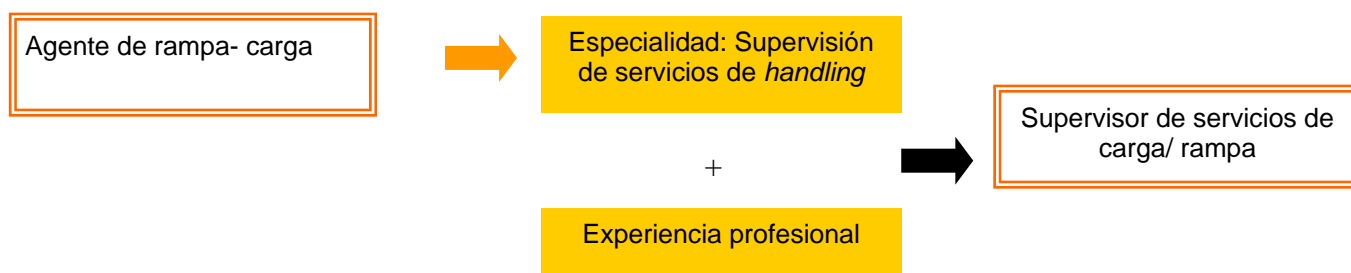 Agente de rampa- carga
Especialidad: Supervisión
de servicios de handling
+
Experiencia profesional
Supervisor de servicios de
carga/ rampa